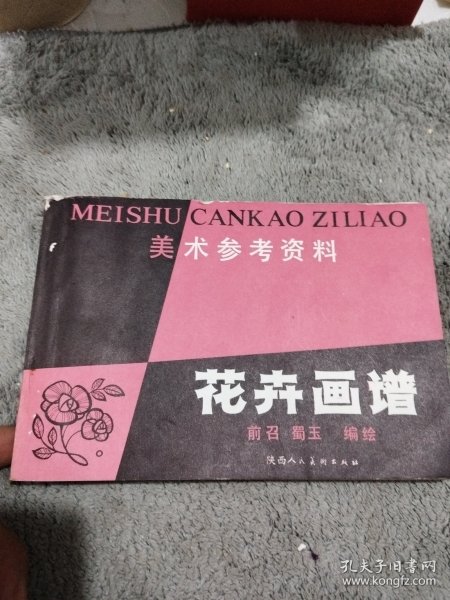 MEISHU CANKAO ZILIAO
美术参考资料
花卉画谱
前召 蜀玉 编绘
陕西人民美术出版社
孔夫子旧书网
www.kongfz.com